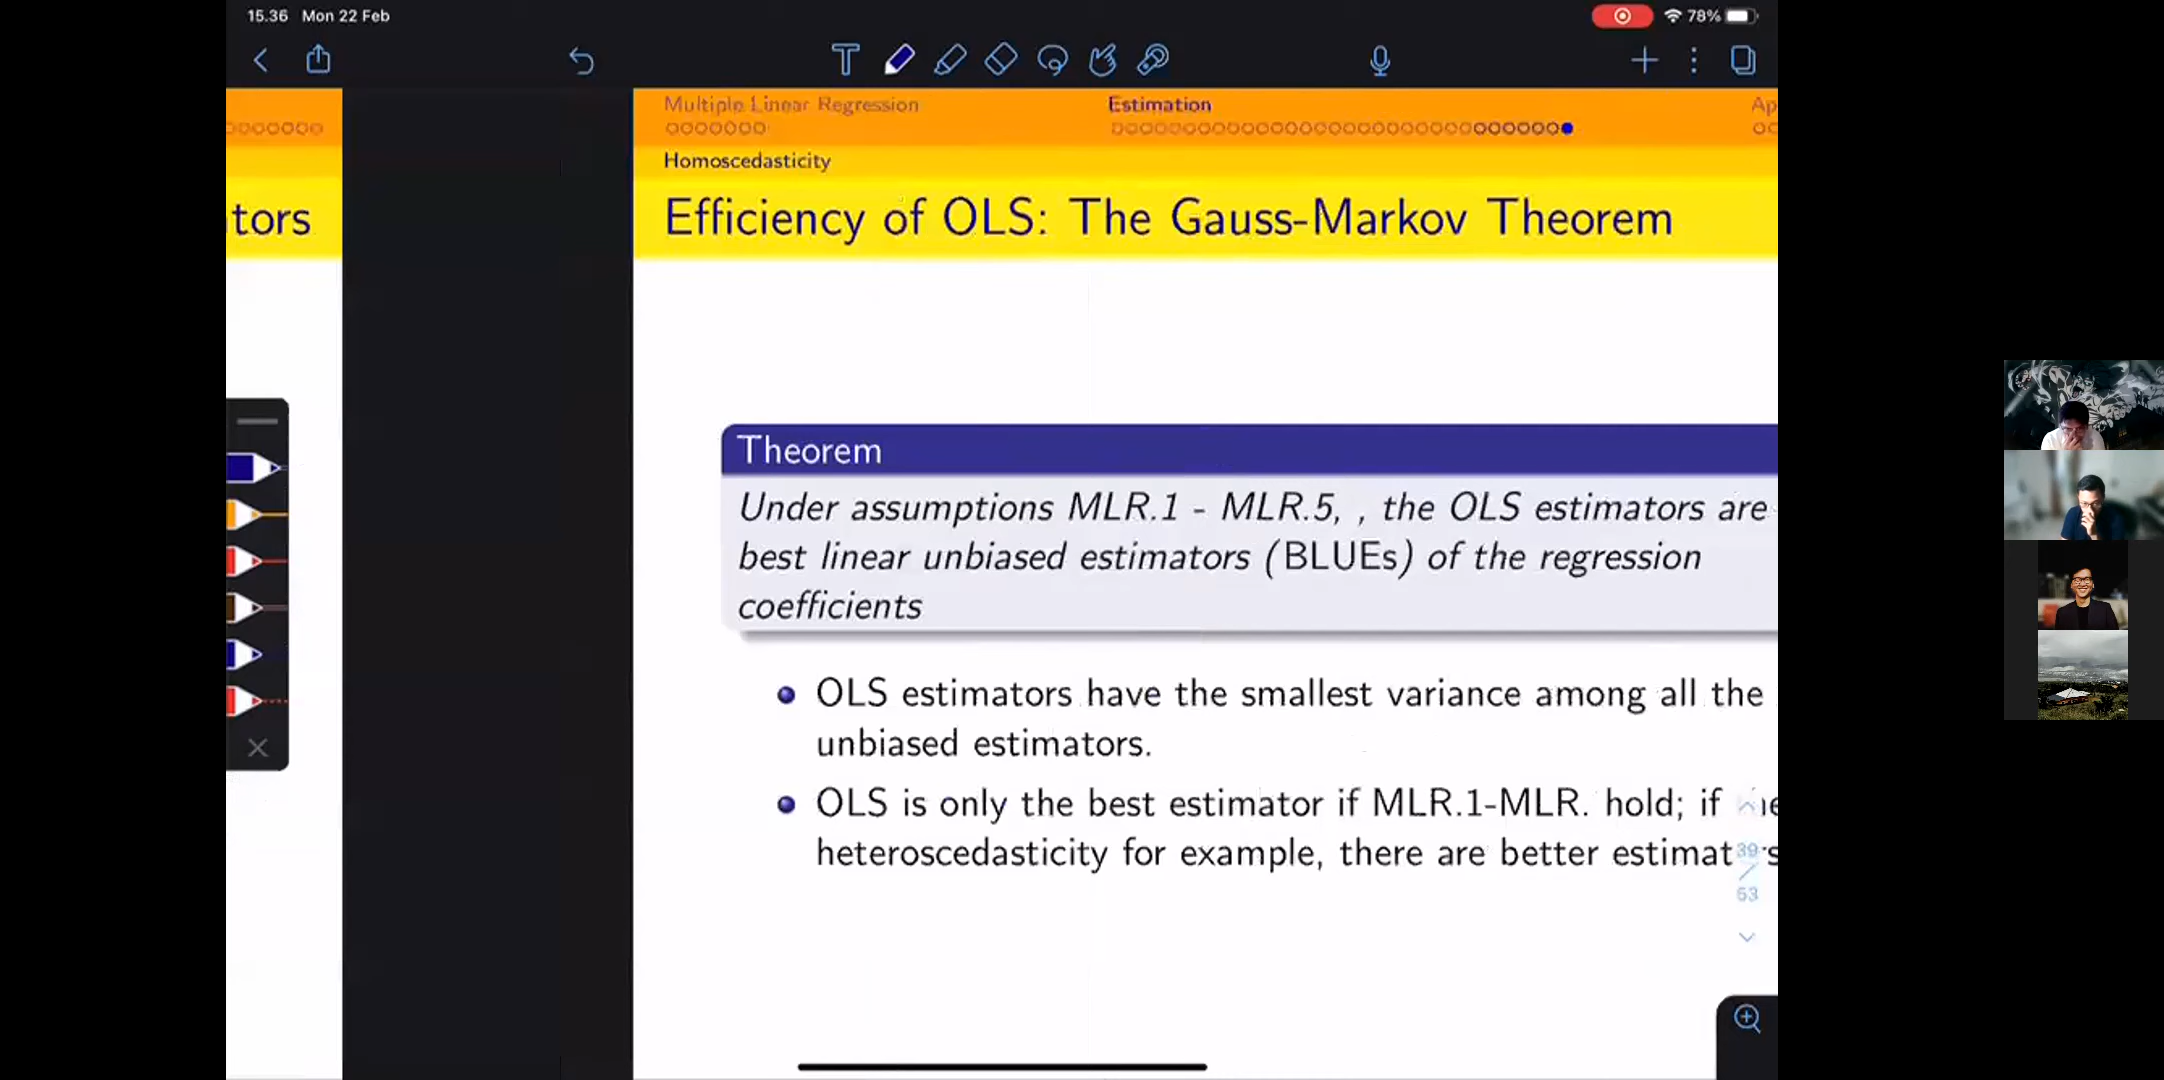 15.36 Mon 22 Feb
78%
Multiple Linear Regression
Estimation
Ap
Homoscedasticity
tors
Efficiency of OLS: The Gauss-Markov Theorem
Theorem
Under assumptions MLR.1 - MLR.5, , the OLS estimators are
best linear unbiased estimators (BLUEs) of the regression
coefficients
OLS estimators have the smallest variance among all the
unbiased estimators.
OLS is only the best estimator if MLR.1-MLR. hold; if
heteroscedasticity for example, there are better
39
53